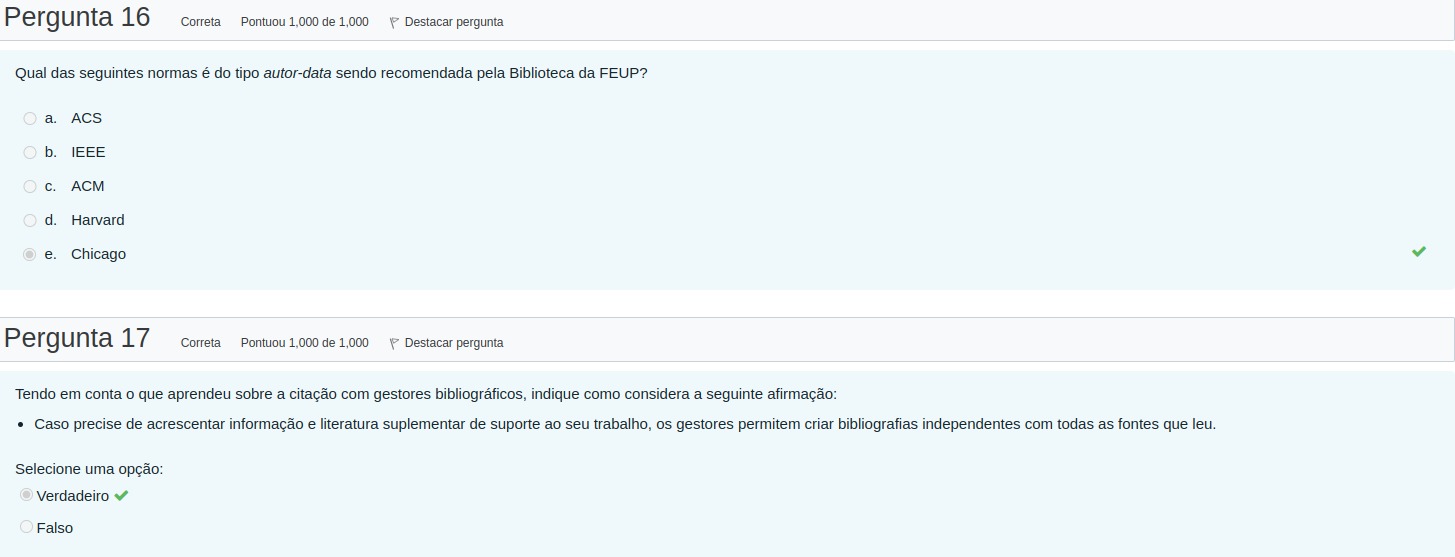 Pergunta 16 Correta Pontuou 1,000 de 1,000 Destacar pergunta
Qual das seguintes normas é do tipo autor-data sendo recomendada pela Biblioteca da FEUP?
a. ACS
b. IEEE
c. ACM
d. Harvard
e. Chicago
Pergunta 17 Correta Pontuou 1,000 de 1,000 Destacar pergunta
Tendo em conta o que aprendeu sobre a citação com gestores bibliográficos, indique como considera a seguinte afirmação:
• Caso precise de acrescentar informação e literatura suplementar de suporte ao seu trabalho, os gestores permitem criar bibliografias independentes com todas as fontes que leu.
Selecione uma opção:
Verdadeiro
Falso